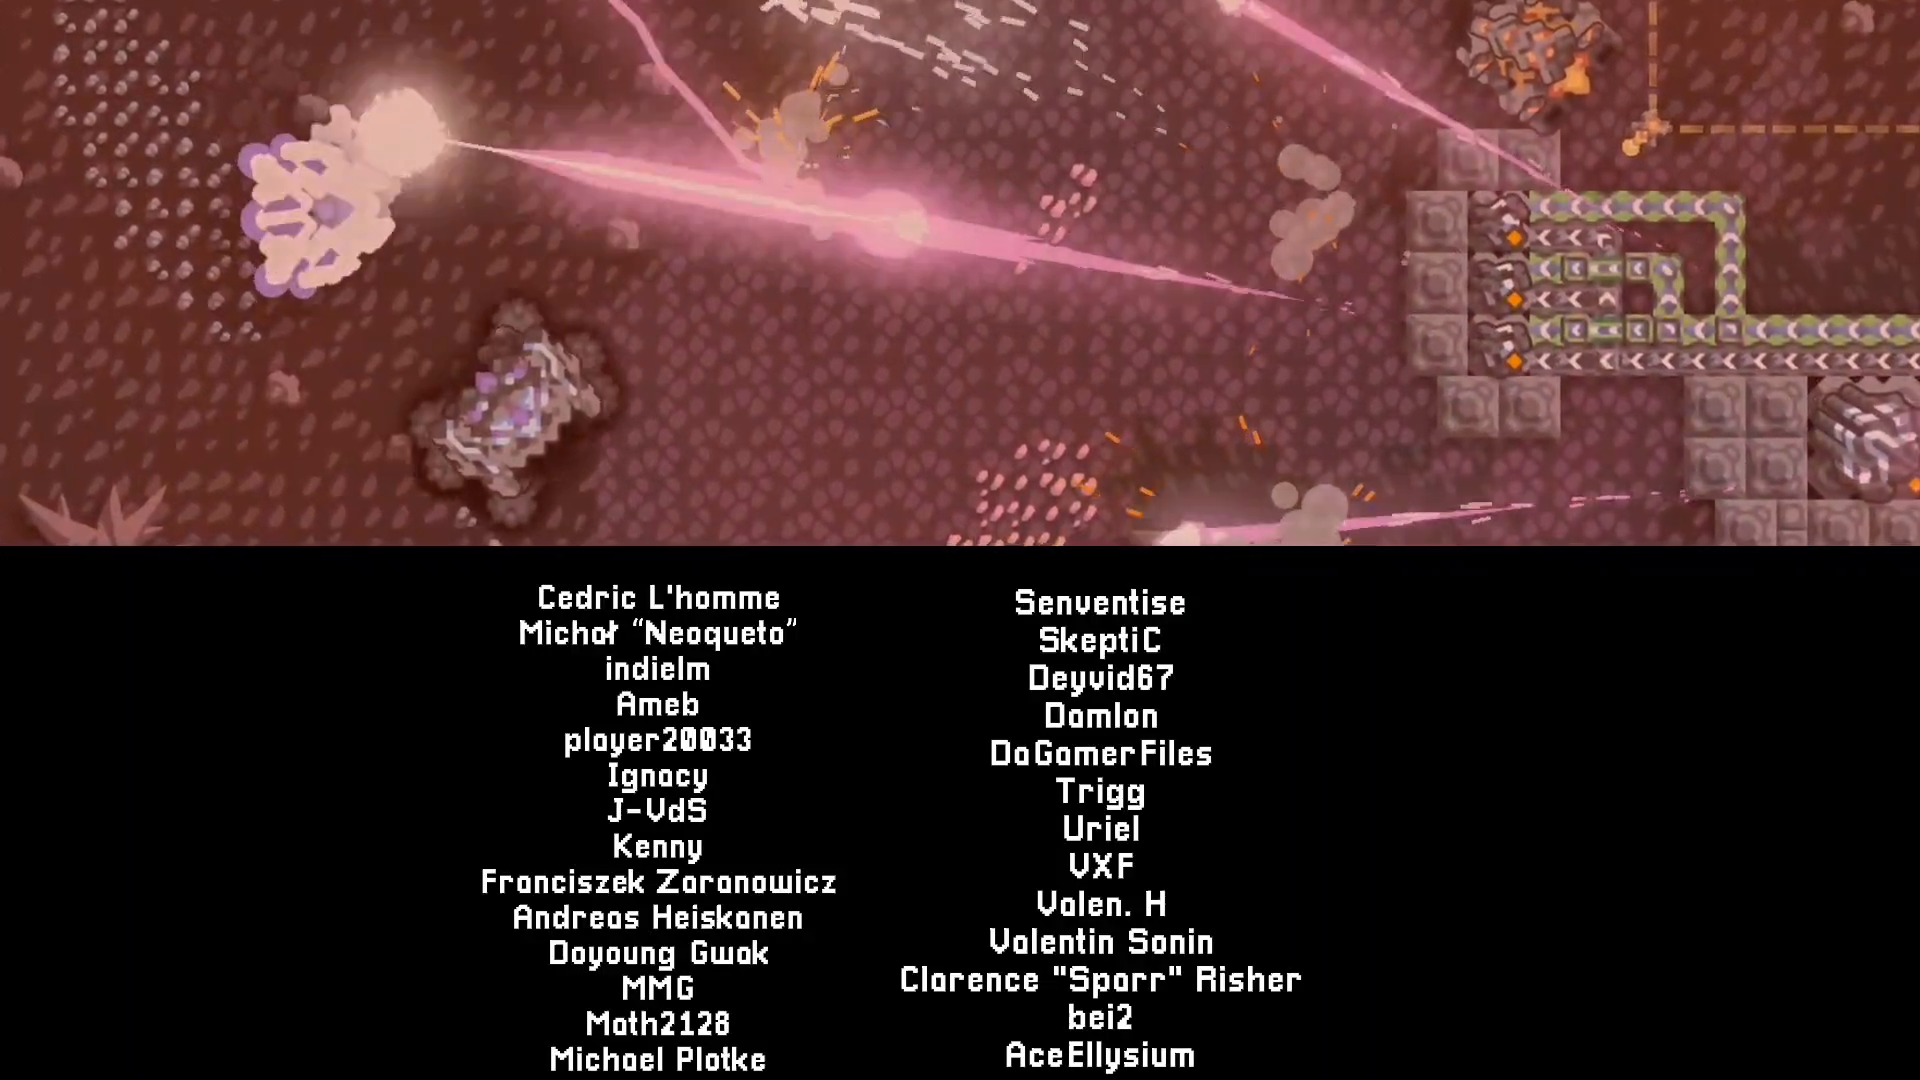 Cedric L'homme
Michał “Neoqueto”
indielm
Ameb
player20033
Ignacy
J-VdS
Kenny
Franciszek Zaranowicz
Andreas Heiskanen
Doyoung Gwak
MMG
Math2128
Michael Plotke
Senventise
SkeptiC
Deyvid67
Damlon
DaGamerFiles
Trigg
Uriel
VXF
Valen. H
Valentin Sonin
Clarence "Sparr" Risher
bei2
AceEllysium